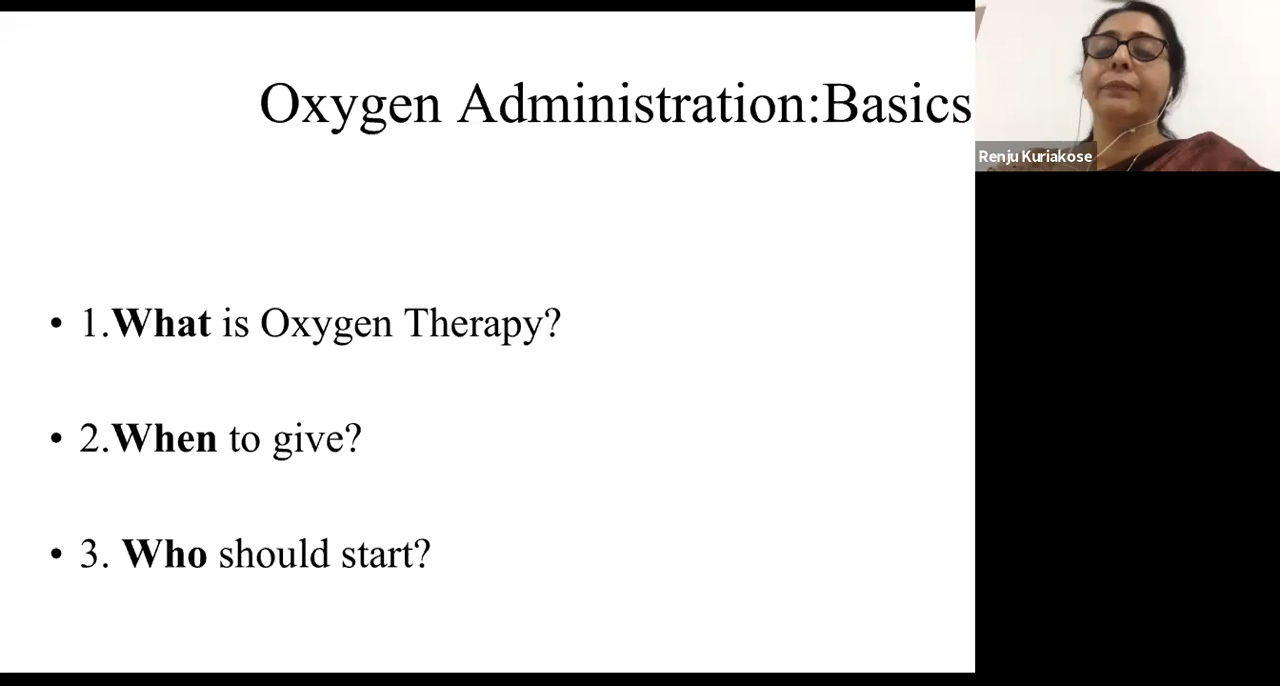 Oxygen Administration:Basics
Renju Kuriakose
• 1.What is Oxygen Therapy?
• 2.When to give?
• 3. Who should start?